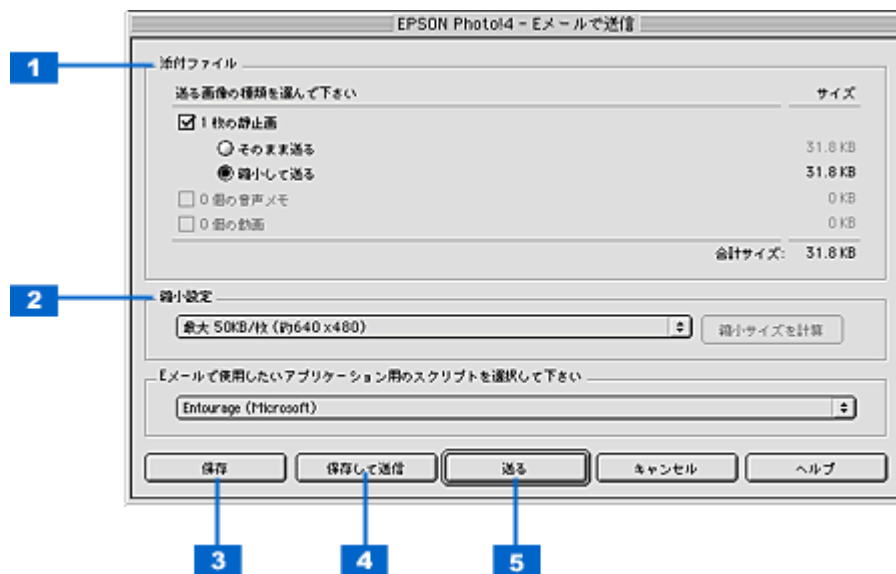 EPSON Photo!4 - Eメールで送信
1
添付ファイル
送る画像の種類を選んで下さい サイズ
1 枚の静止画
そのまま送る 31.8 KB
縮小して送る 31.8 KB
0 個の音声メモ 0 KB
0 個の動画 0 KB
合計サイズ: 31.8 KB
2
縮小設定
最大 50KB/枚 (約640 x480) 縮小サイズを計算
Eメールで使用したいアプリケーション用のスクリプトを選択して下さい
Entourage (Microsoft)
保存 保存して送信 送る キャンセル ヘルプ
3 4 5